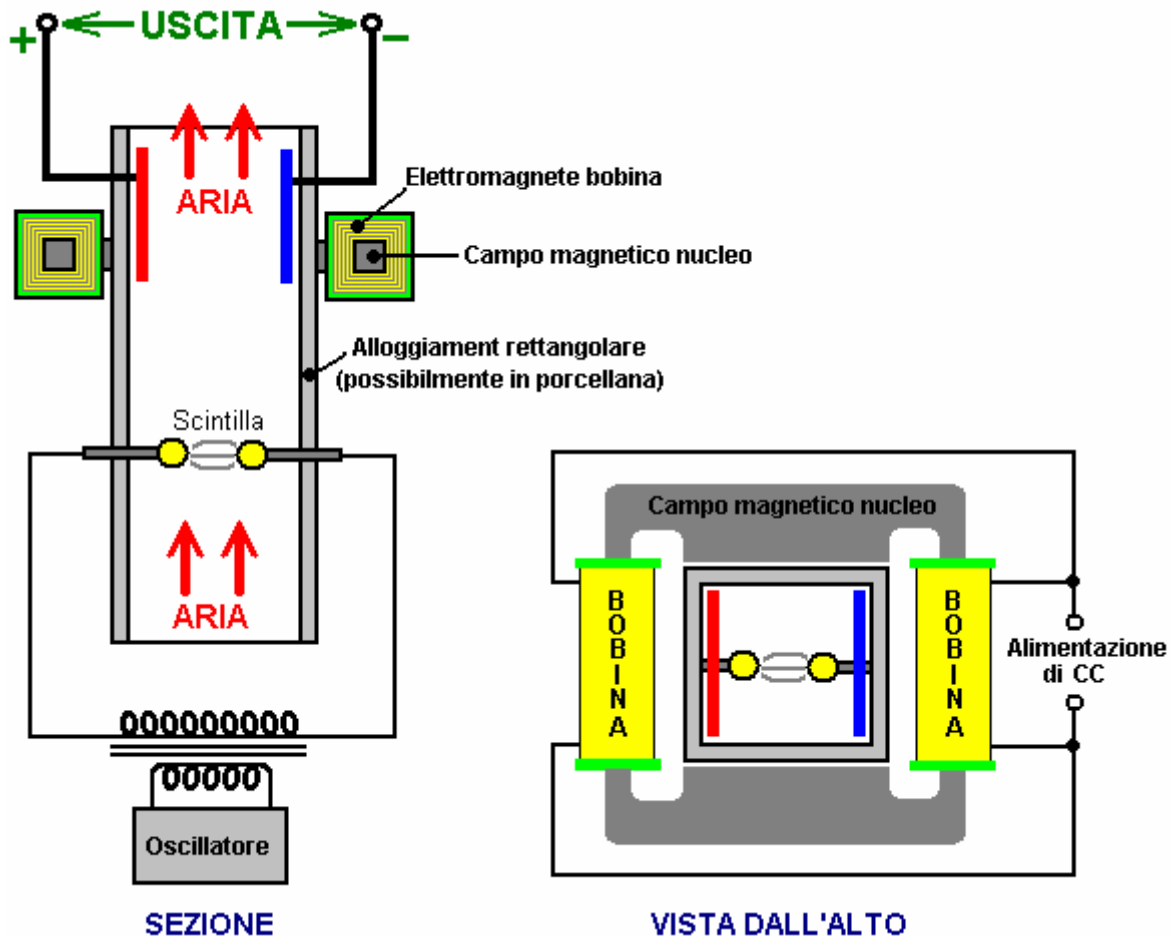 + USCITA −
ARIA
Elettromagnete bobina
Campo magnetico nucleo
Alloggiament rettangolare
(possibilmente in porcellana)
Scintilla
ARIA
Oscillatore
SEZIONE
Campo magnetico nucleo
BOBINA
BOBINA
Alimentazione
di CC
VISTA DALL'ALTO